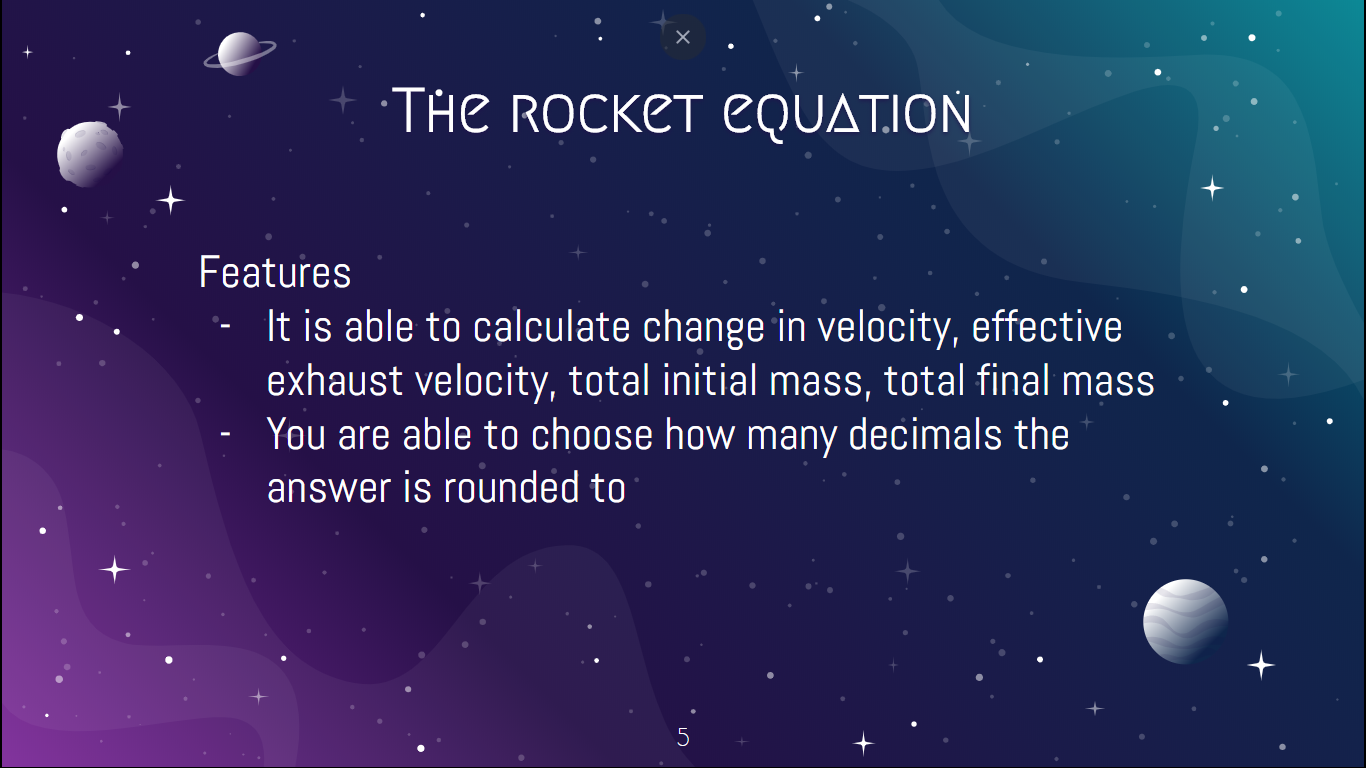 The rocket equation
Features
- It is able to calculate change in velocity, effective
exhaust velocity, total initial mass, total final mass
- You are able to choose how many decimals the
answer is rounded to
5